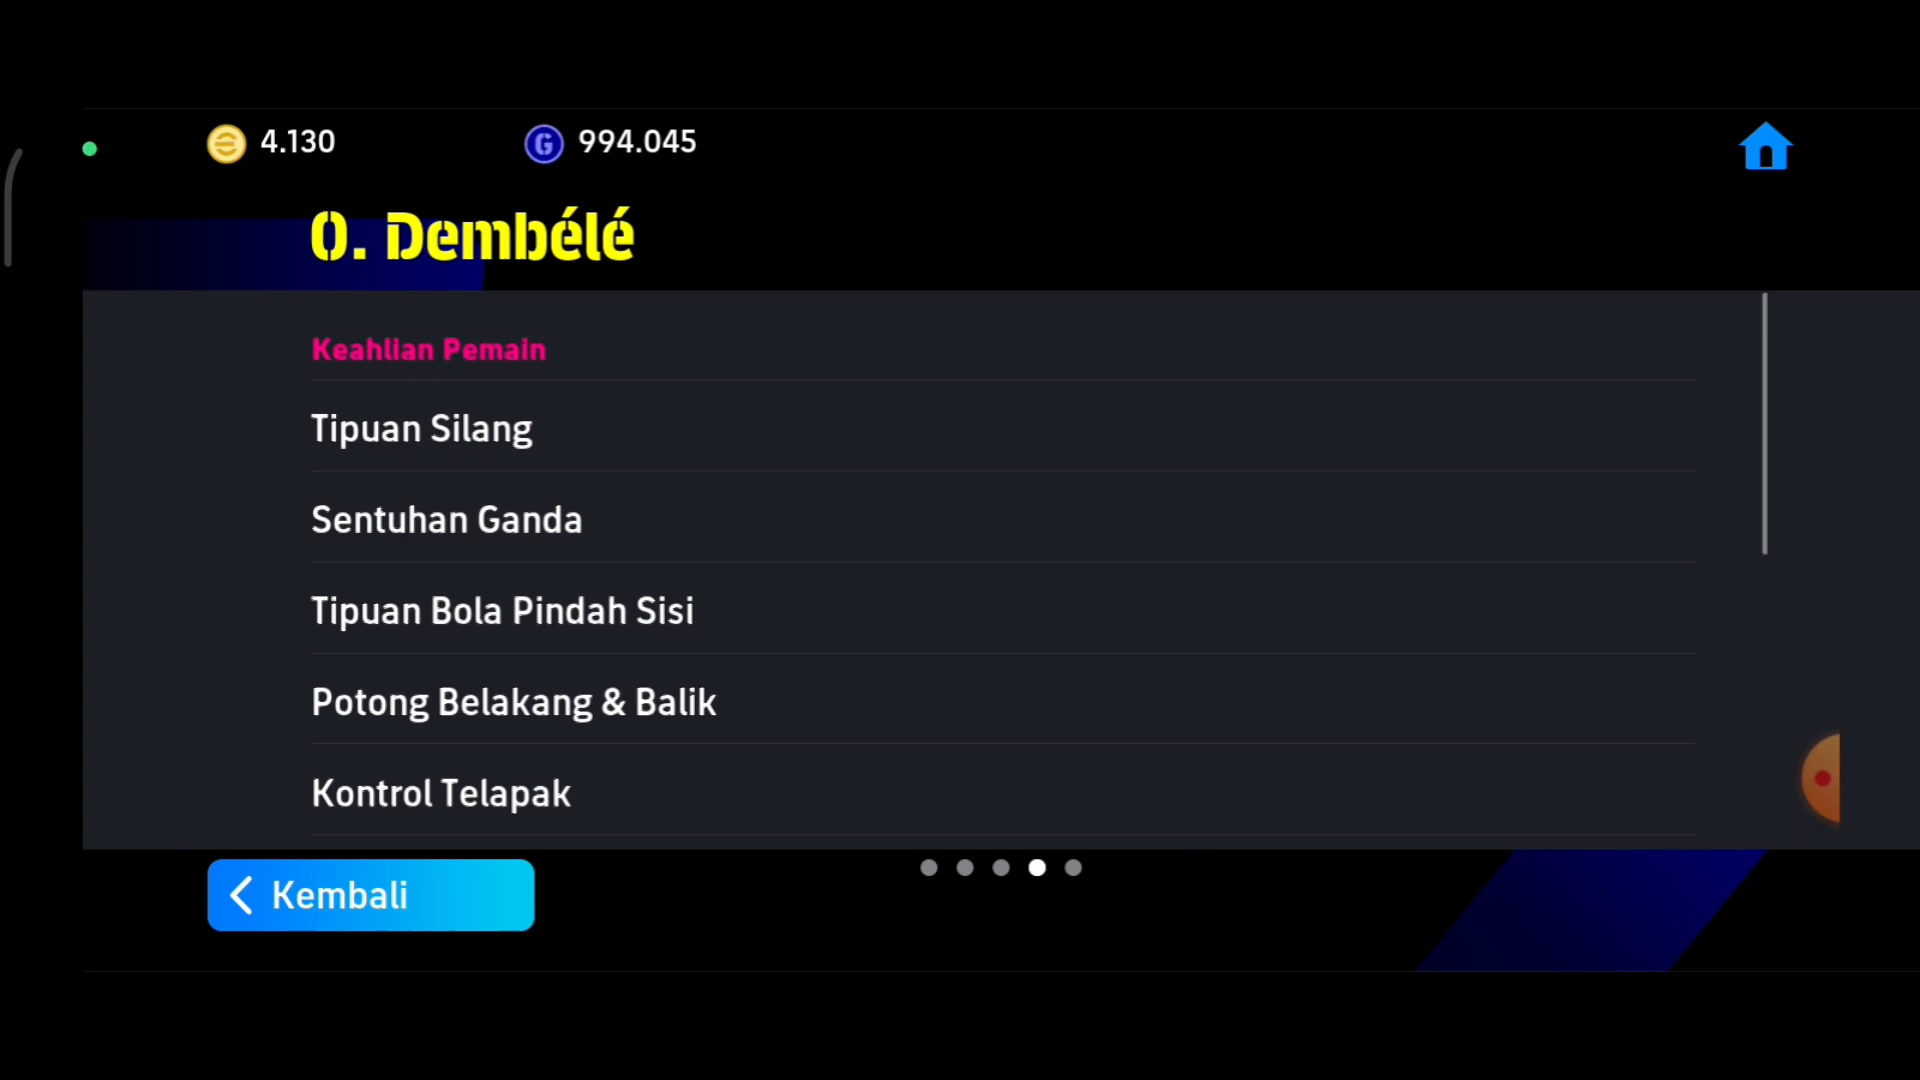 4.130
994.045
O. Dembélé
Keahlian Pemain
Tipuan Silang
Sentuhan Ganda
Tipuan Bola Pindah Sisi
Potong Belakang & Balik
Kontrol Telapak
Kembali